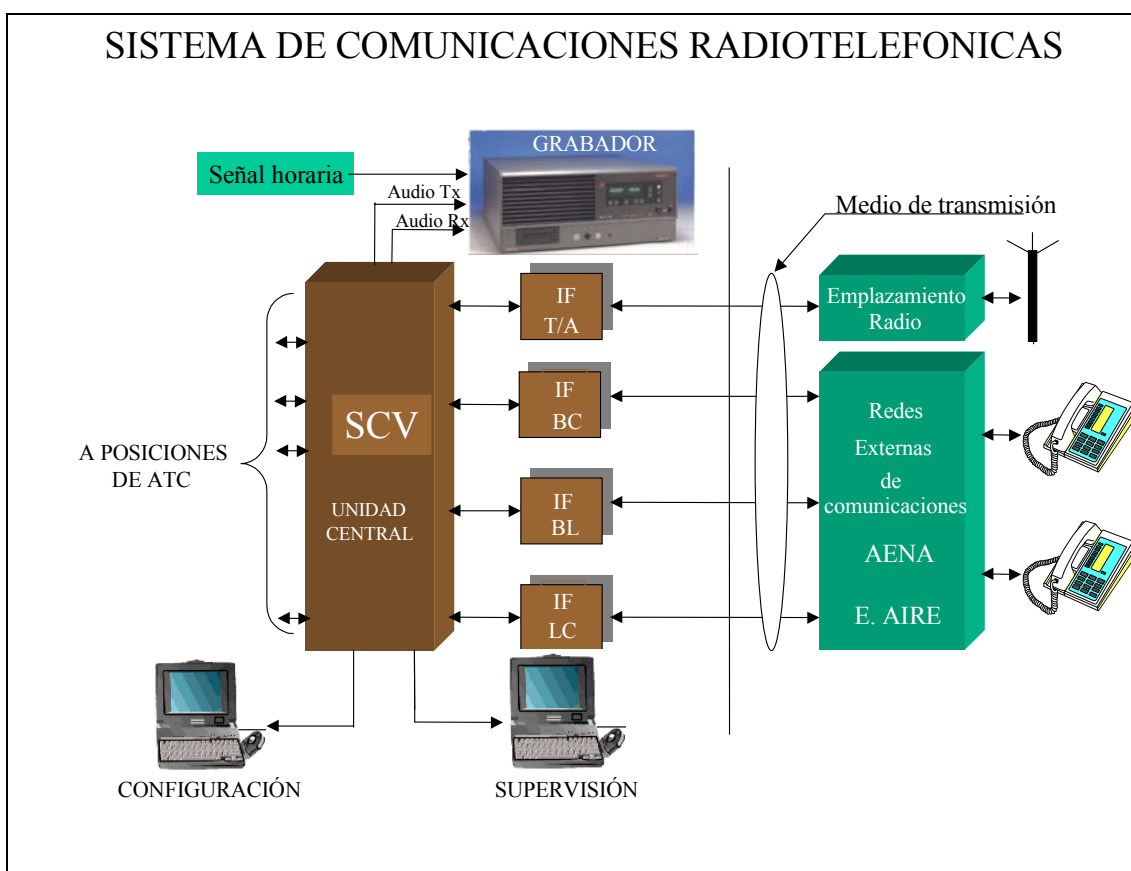 SISTEMA DE COMUNICACIONES RADIOTELEFONICAS
GRABADOR
Señal horaria
Audio Tx
Audio Rx
Medio de transmisión
IF
T/A
Emplazamiento
Radio
IF
BC
SCV
Redes
Externas
de
comunicaciones
A POSICIONES
DE ATC
UNIDAD
CENTRAL
IF
BL
AENA
IF
LC
E. AIRE
CONFIGURACIÓN
SUPERVISIÓN